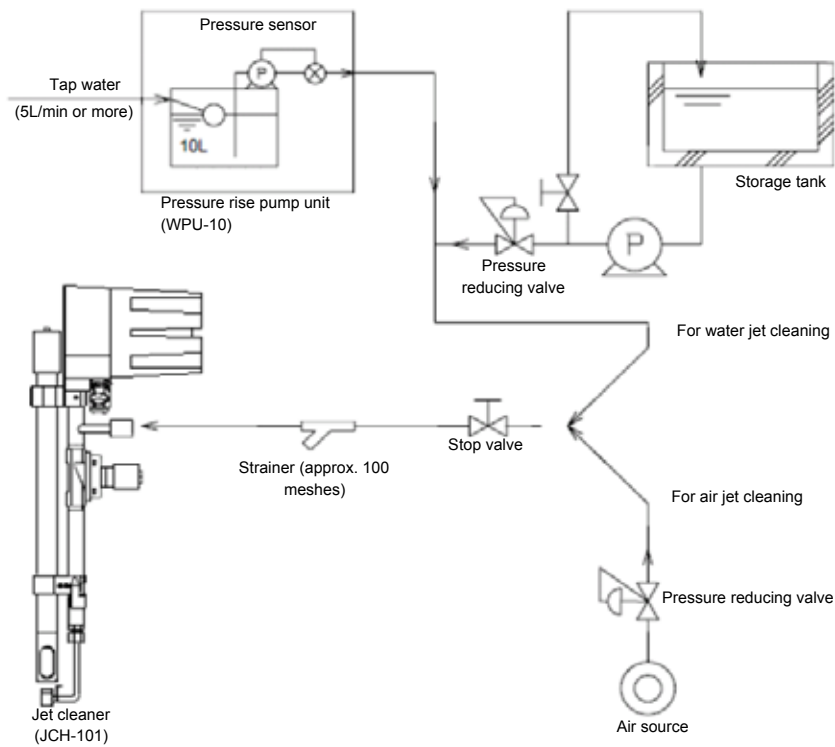 Pressure sensor
P
Tap water
(5L/min or more)
10L
Storage tank
Pressure rise pump unit
(WPU-10)
P
Pressure
reducing valve
For water jet cleaning
Stop valve
Strainer (approx. 100
meshes)
For air jet cleaning
Pressure reducing valve
Jet cleaner
(JCH-101)
Air source